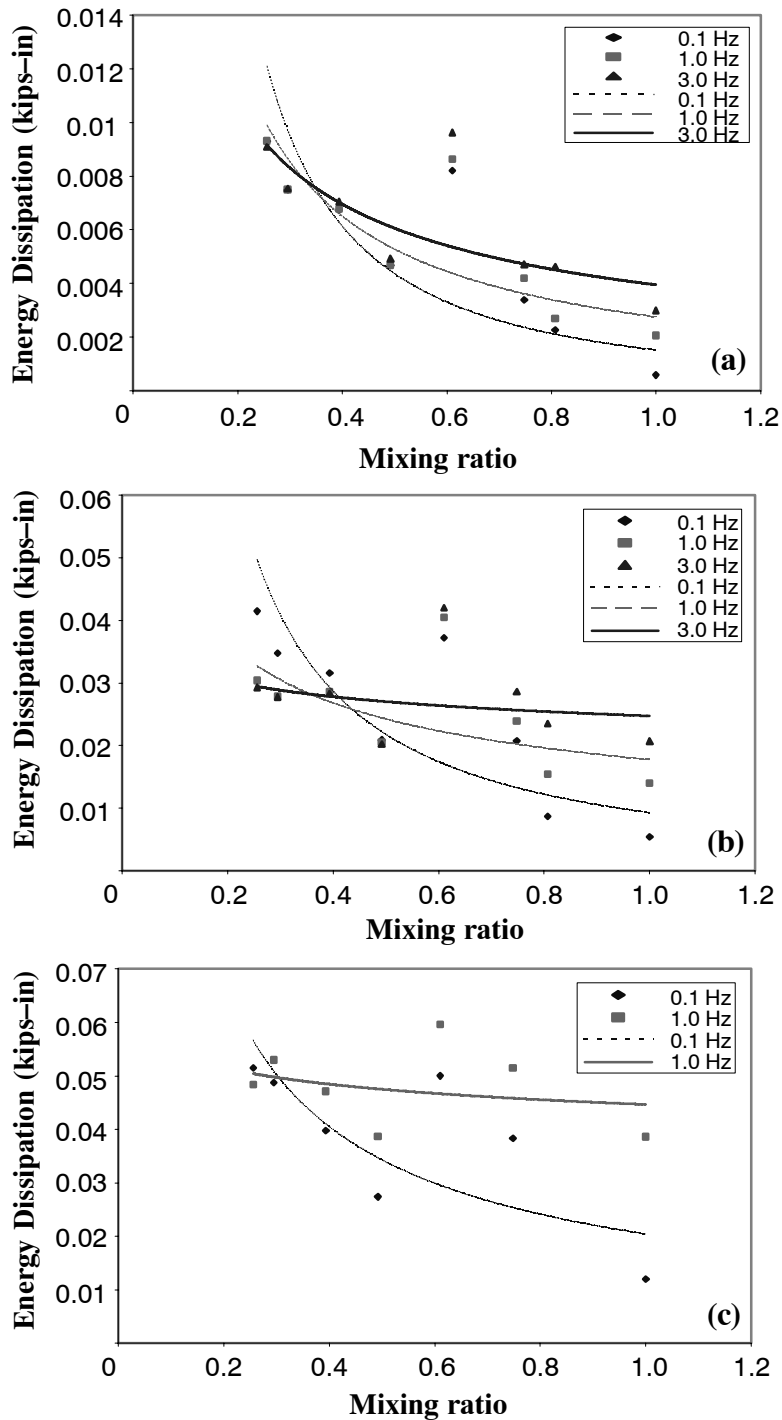 Energy Dissipation (kips–in)
0.014
0.012
0.01
0.008
0.006
0.004
0.002
0.1 Hz
1.0 Hz
3.0 Hz
0.1 Hz
1.0 Hz
3.0 Hz
(a)
0
0.2
0.4
0.6
0.8
1.0
1.2
Mixing ratio
Energy Dissipation (kips–in)
0.06
0.05
0.04
0.03
0.02
0.01
0.1 Hz
1.0 Hz
3.0 Hz
0.1 Hz
1.0 Hz
3.0 Hz
(b)
0
0.2
0.4
0.6
0.8
1.0
1.2
Mixing ratio
Energy Dissipation (kips–in)
0.07
0.06
0.05
0.04
0.03
0.02
0.01
0.1 Hz
1.0 Hz
0.1 Hz
1.0 Hz
(c)
0
0.2
0.4
0.6
0.8
1.0
1.2
Mixing ratio